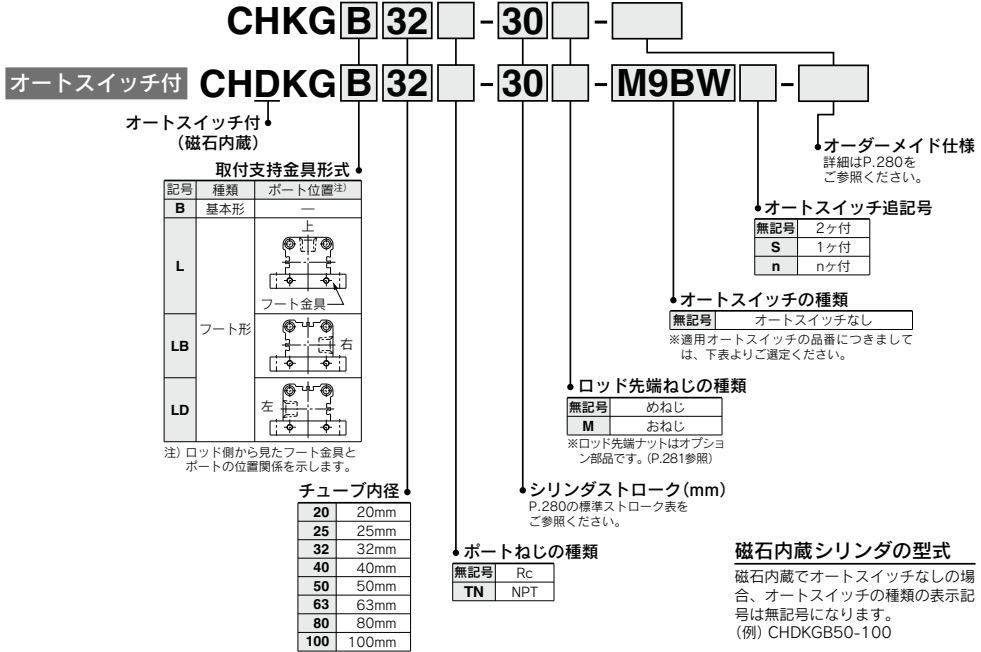 CHKG B 32 - 30 -
オートスイッチ付 CHDKG B 32 - 30 - M9BW -
オートスイッチ付
(磁石内蔵)
取付支持金具形式
記号 種類 ポート位置注)
B 基本形 —
L フート形 上
フート金具
LB 右
LD 左
注) ロッド側から見たフート金具と
ポートの位置関係を示します。
チューブ内径
20 20mm
25 25mm
32 32mm
40 40mm
50 50mm
63 63mm
80 80mm
100 100mm
ポートねじの種類
無記号 Rc
TN NPT
シリンダストローク(mm)
P.280の標準ストローク表を
ご参照ください。
ロッド先端ねじの種類
無記号 めねじ
M おねじ
※ロッド先端ナットはオプショ
ン部品です。(P.281参照)
オートスイッチの種類
無記号 オートスイッチなし
※適用オートスイッチの品番につきまして
は、下表よりご選定ください。
オートスイッチ追記号
無記号 2ヶ付
S 1ヶ付
n nヶ付
オーダーメイド仕様
詳細はP.280を
ご参照ください。
磁石内蔵シリンダの型式
磁石内蔵でオートスイッチなしの場
合、オートスイッチの種類の表示記
号は無記号になります。
(例) CHDKGB50-100